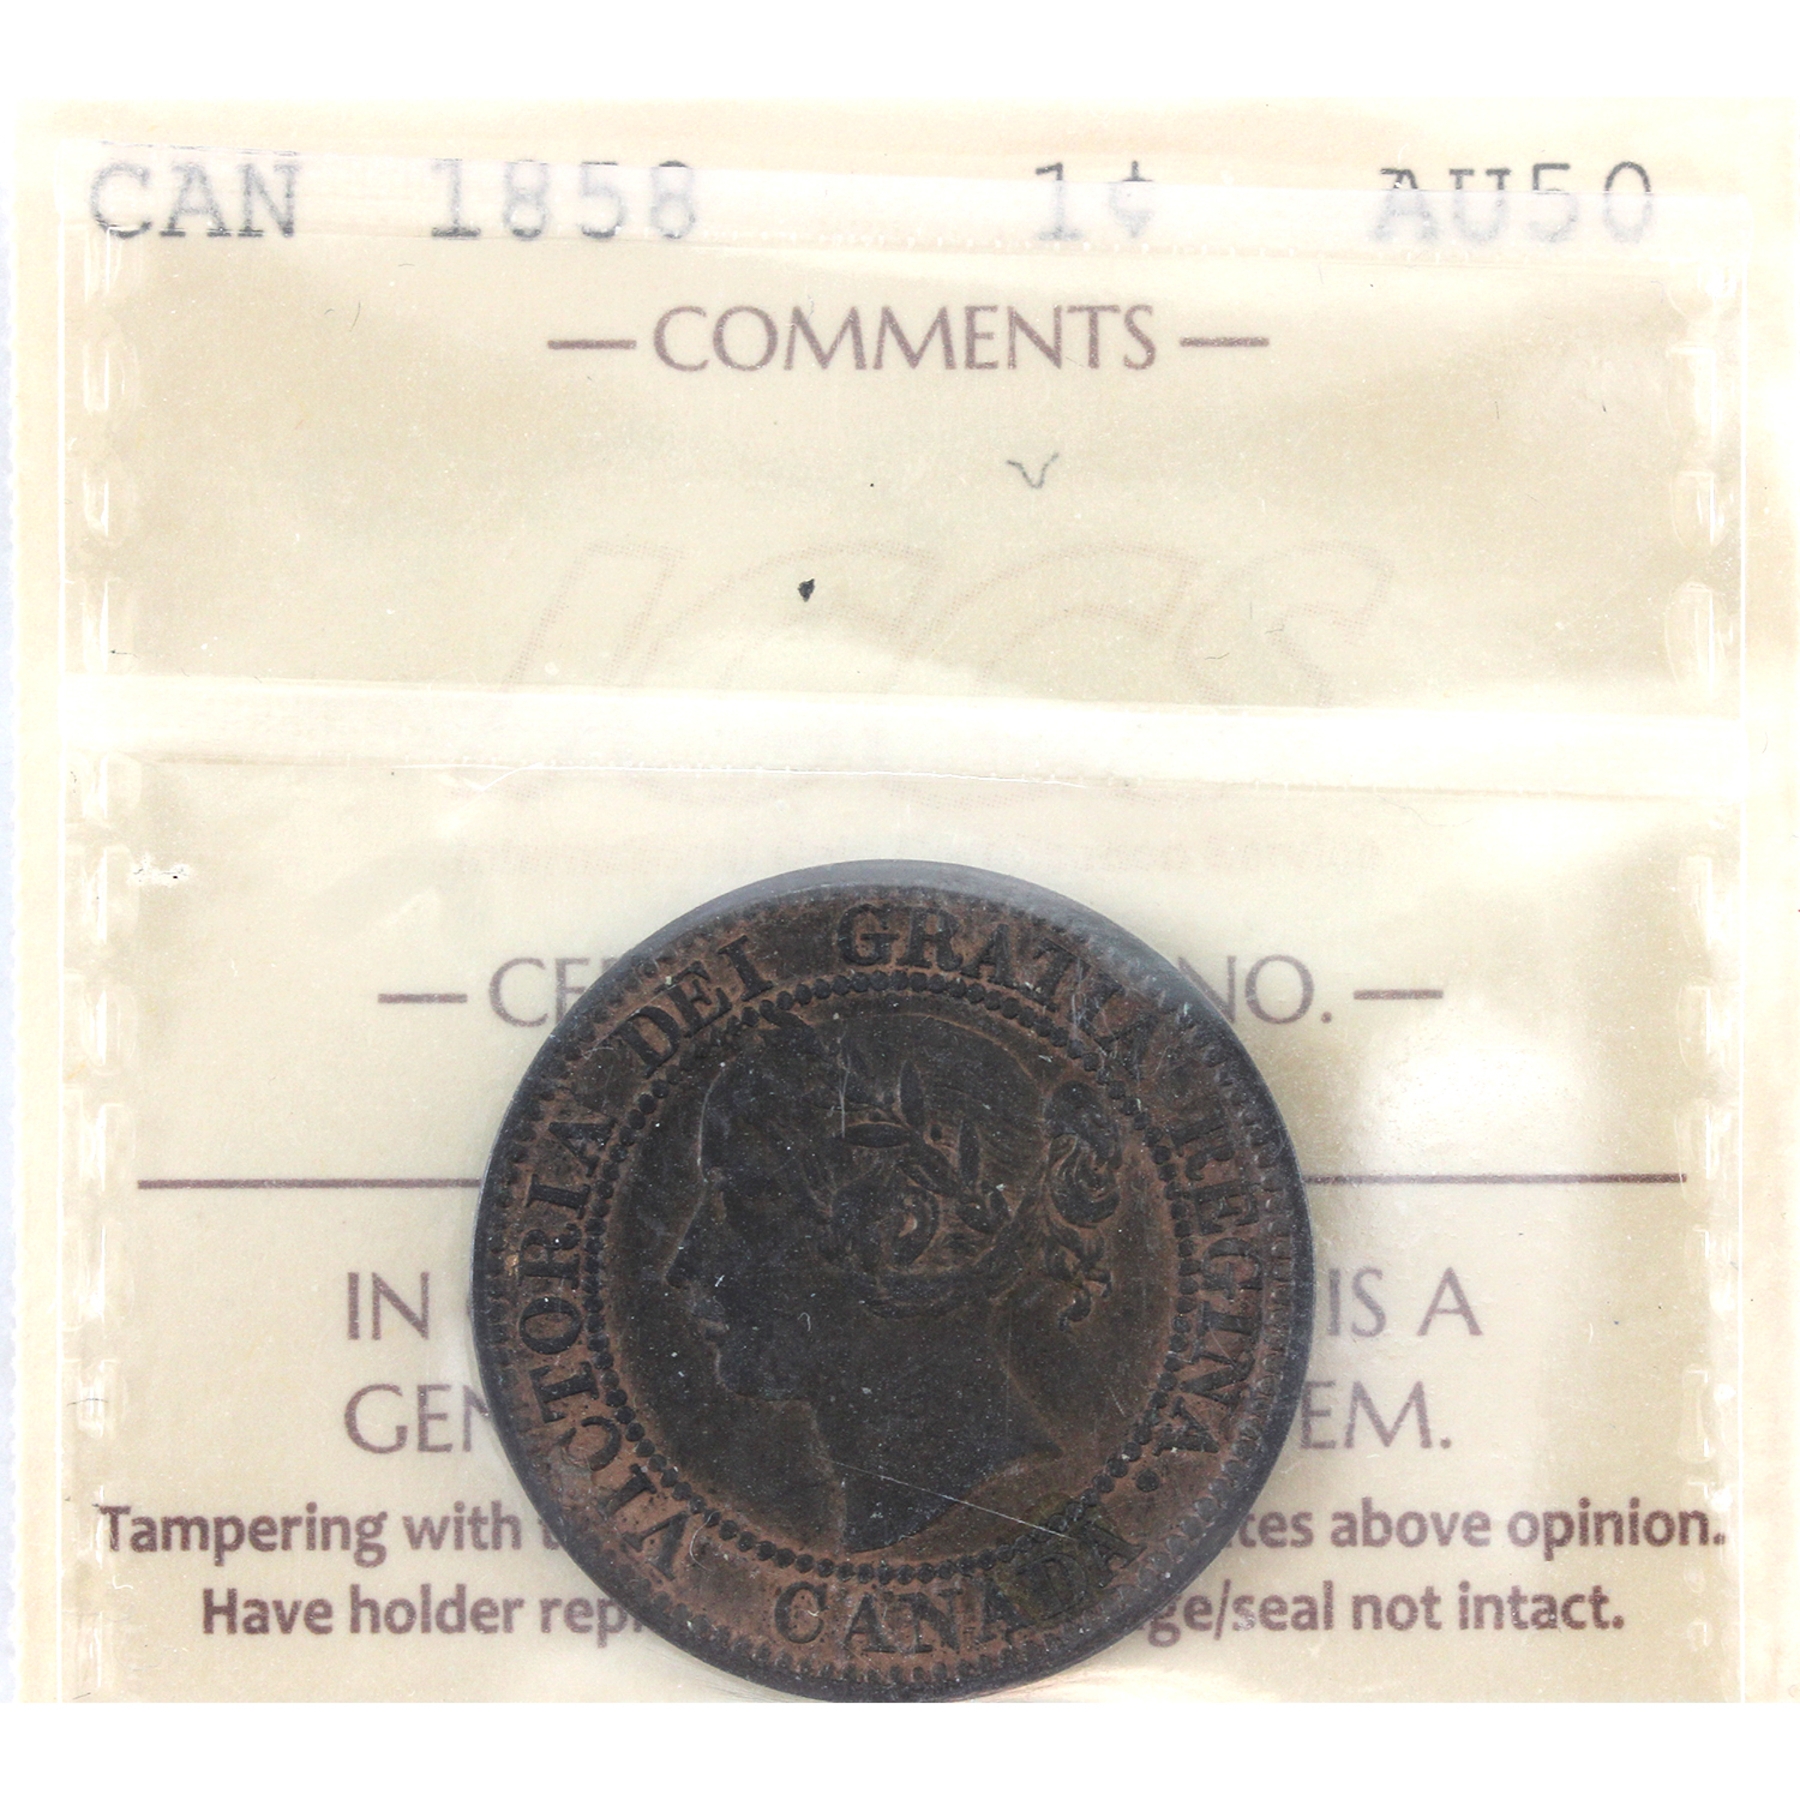 CAN 1858 1¢ AU50
—COMMENTS—
ICCS
— CE NO. —
IN IS A
GEN EM.
Tampering with tes above opinion.
Have holder rep ge/seal not intact.
VICTORIA DEI GRATIA REGINA.
CANADA